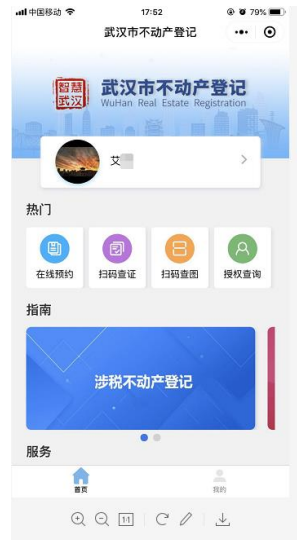 中国移动 17:52 79%
武汉市不动产登记
智慧武汉 武汉市不动产登记
WuHan Real Estate Registration
艾
热门
在线预约 扫码查证 扫码查图 授权查询
指南
涉税不动产登记
服务
首页 我的
1:1